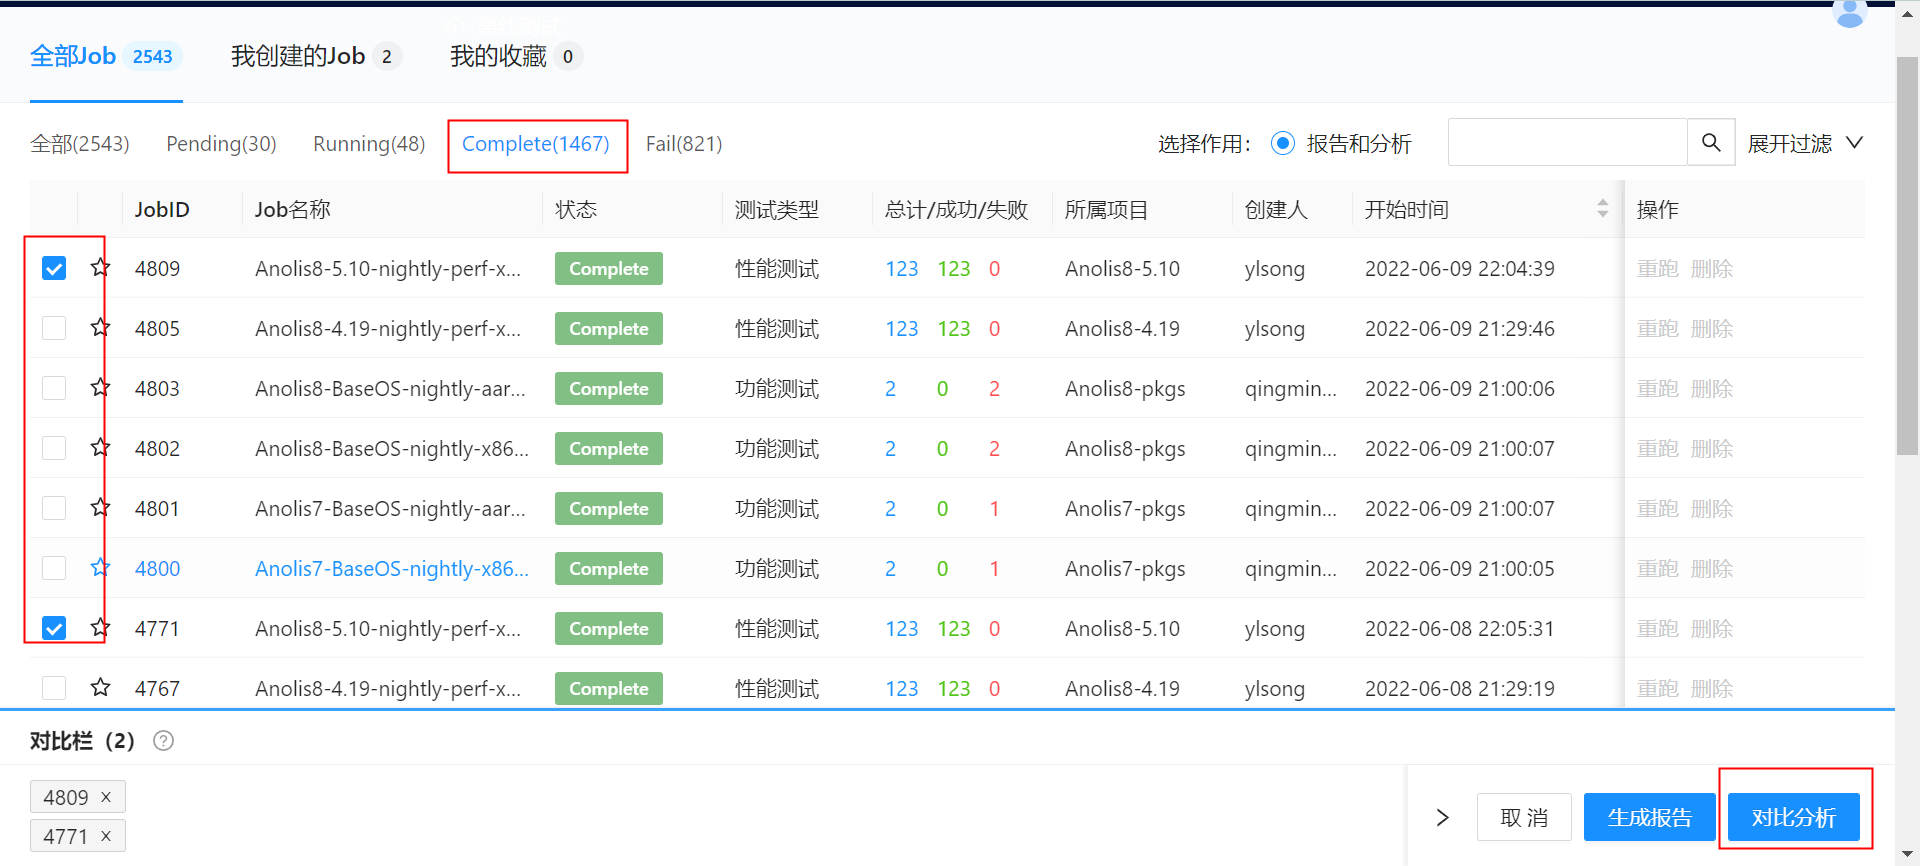 全部Job 2543 我创建的Job 2 我的收藏 0
全部(2543) Pending(30) Running(48) Complete(1467) Fail(821) 选择作用： 报告和分析 展开过滤
JobID Job名称 状态 测试类型 总计/成功/失败 所属项目 创建人 开始时间 操作
4809 Anolis8-5.10-nightly-perf-x... Complete 性能测试 123 123 0 Anolis8-5.10 ylsong 2022-06-09 22:04:39 重跑 删除
4805 Anolis8-4.19-nightly-perf-x... Complete 性能测试 123 123 0 Anolis8-4.19 ylsong 2022-06-09 21:29:46 重跑 删除
4803 Anolis8-BaseOS-nightly-aar... Complete 功能测试 2 0 2 Anolis8-pkgs qingmin... 2022-06-09 21:00:06 重跑 删除
4802 Anolis8-BaseOS-nightly-x86... Complete 功能测试 2 0 2 Anolis8-pkgs qingmin... 2022-06-09 21:00:07 重跑 删除
4801 Anolis7-BaseOS-nightly-aar... Complete 功能测试 2 0 1 Anolis7-pkgs qingmin... 2022-06-09 21:00:07 重跑 删除
4800 Anolis7-BaseOS-nightly-x86... Complete 功能测试 2 0 1 Anolis7-pkgs qingmin... 2022-06-09 21:00:05 重跑 删除
4771 Anolis8-5.10-nightly-perf-x... Complete 性能测试 123 123 0 Anolis8-5.10 ylsong 2022-06-08 22:05:31 重跑 删除
4767 Anolis8-4.19-nightly-perf-x... Complete 性能测试 123 123 0 Anolis8-4.19 ylsong 2022-06-08 21:29:19 重跑 删除
对比栏（2）
4809 ×
4771 ×
取 消 生成报告 对比分析